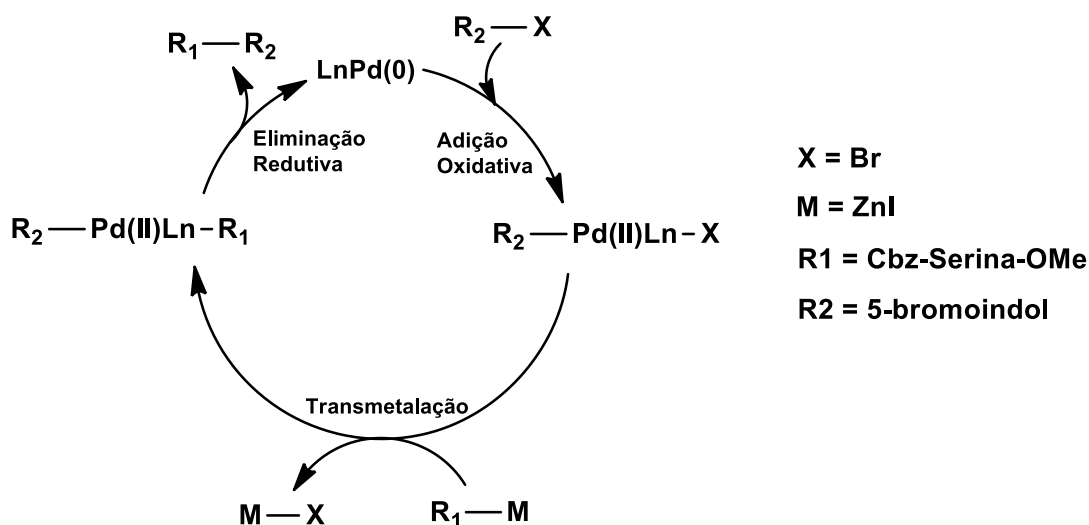 R2—X
R1—R2
LnPd(0)
Eliminação
Redutiva
Adição
Oxidativa
X = Br
M = ZnI
R2—Pd(II)Ln-R1
R2—Pd(II)Ln-X
R1 = Cbz-Serina-OMe
R2 = 5-bromoindol
Transmetalação
M—X
R1—M